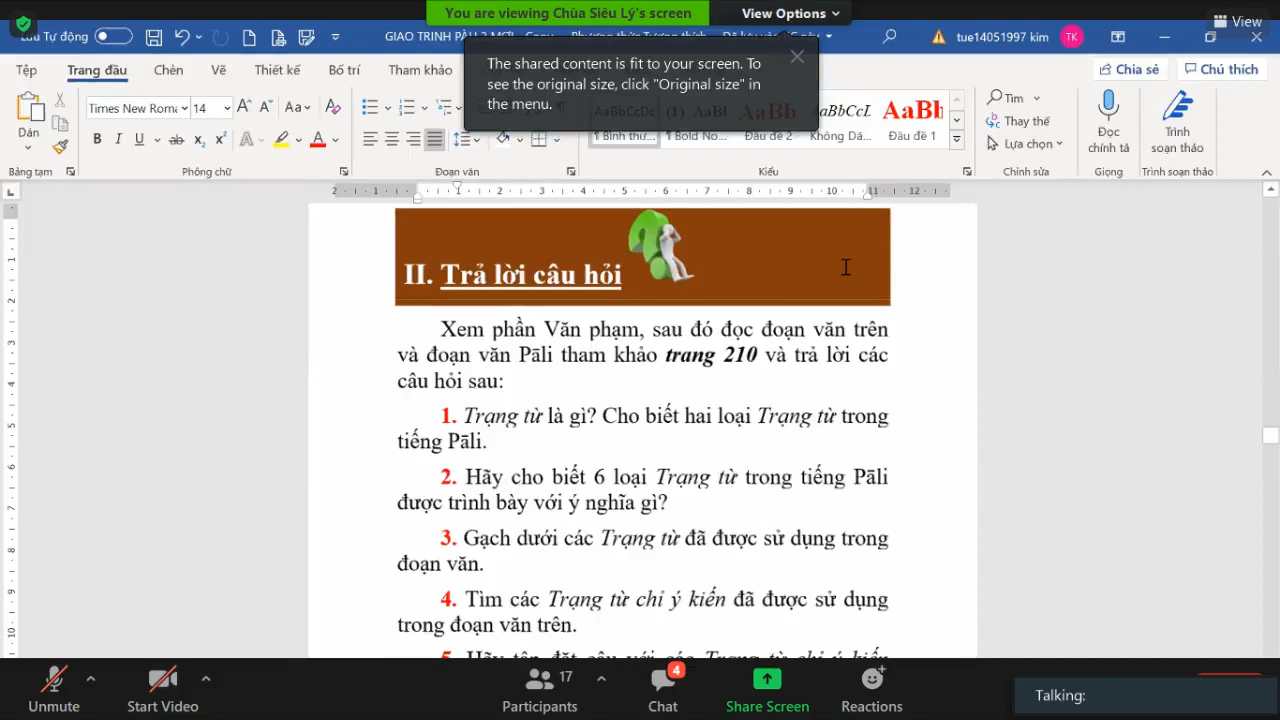 You are viewing Chùa Siêu Lý's screen
View Options
View
Lưu Tự động
tue14051997 kim
TK
The shared content is fit to your screen. To
see the original size, click "Original size" in
the menu.
Tệp
Trang đầu
Chèn
Vẽ
Thiết kế
Bố trí
Tham khảo
Chia sẻ
Chú thích
Dán
Times New Roma
14
Aa
B I U ab x₂ x²
AaBbCcDc
(1) AaBl
AaBb
AaBbCcL
AaBb
¶ Bình thư...
¶ Bold No...
Đầu đề 2
Không Dã...
Đầu đề 1
Tìm
Thay thế
Lựa chọn
Đọc
chính tả
Trình
soạn thảo
Bảng tạm
Phông chữ
Đoạn văn
Kiểu
Chỉnh sửa
Giọng
Trình soạn thảo
II. Trả lời câu hỏi
Xem phần Văn phạm, sau đó đọc đoạn văn trên
và đoạn văn Pāli tham khảo trang 210 và trả lời các
câu hỏi sau:
1. Trạng từ là gì? Cho biết hai loại Trạng từ trong
tiếng Pāli.
2. Hãy cho biết 6 loại Trạng từ trong tiếng Pāli
được trình bày với ý nghĩa gì?
3. Gạch dưới các Trạng từ đã được sử dụng trong
đoạn văn.
4. Tìm các Trạng từ chỉ ý kiến đã được sử dụng
trong đoạn văn trên.
Unmute
Start Video
17
Participants
4
Chat
Share Screen
Reactions
Talking: